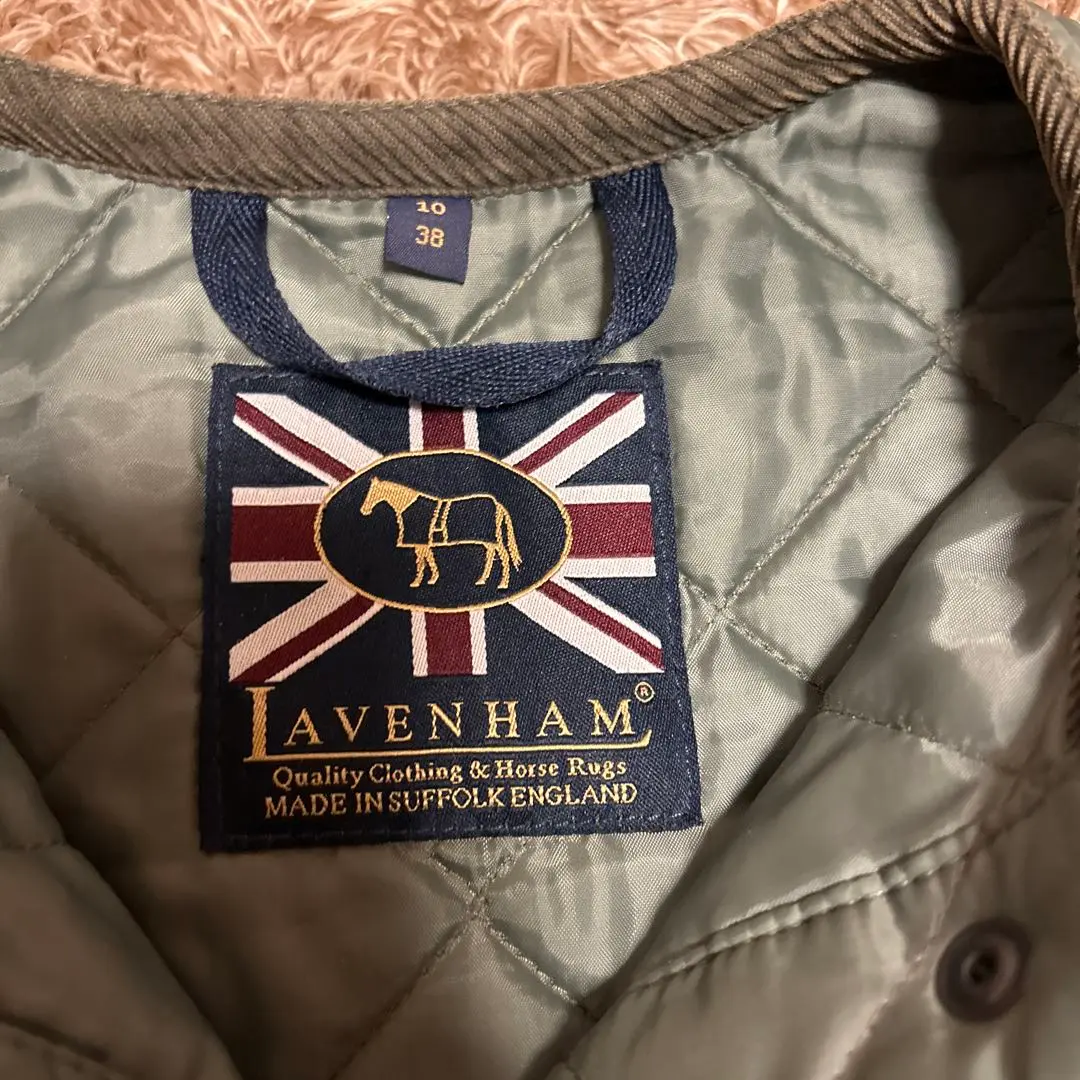 10
38
LAVENHAM®
Quality Clothing & Horse Rugs
MADE IN SUFFOLK ENGLAND